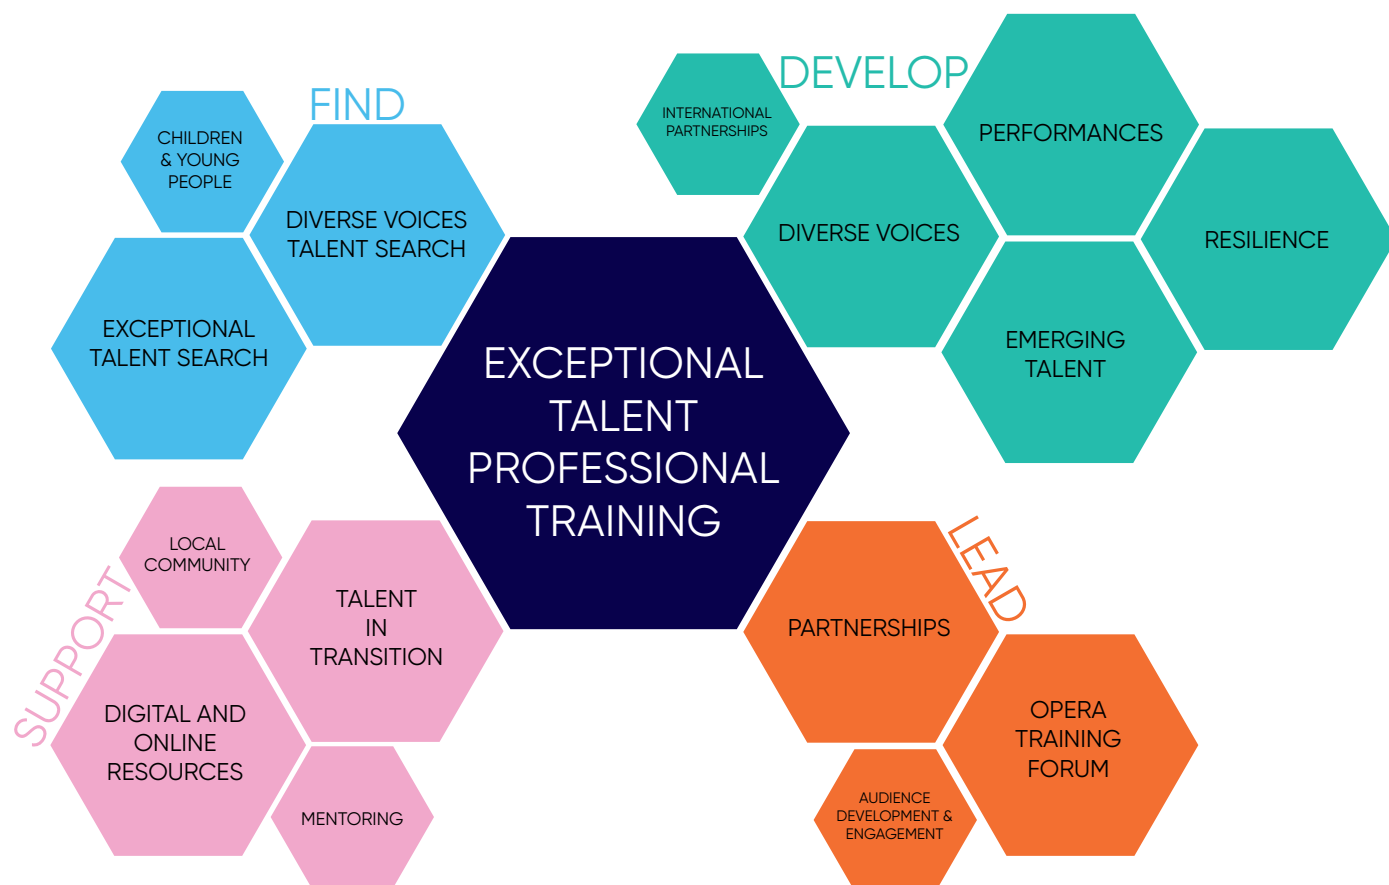 FIND
CHILDREN
& YOUNG
PEOPLE
DIVERSE VOICES
TALENT SEARCH
EXCEPTIONAL
TALENT SEARCH
DEVELOP
INTERNATIONAL
PARTNERSHIPS
PERFORMANCES
DIVERSE VOICES
RESILIENCE
EMERGING
TALENT
EXCEPTIONAL
TALENT
PROFESSIONAL
TRAINING
SUPPORT
LOCAL
COMMUNITY
TALENT
IN
TRANSITION
DIGITAL AND
ONLINE
RESOURCES
MENTORING
LEAD
PARTNERSHIPS
OPERA
TRAINING
FORUM
AUDIENCE
DEVELOPMENT &
ENGAGEMENT